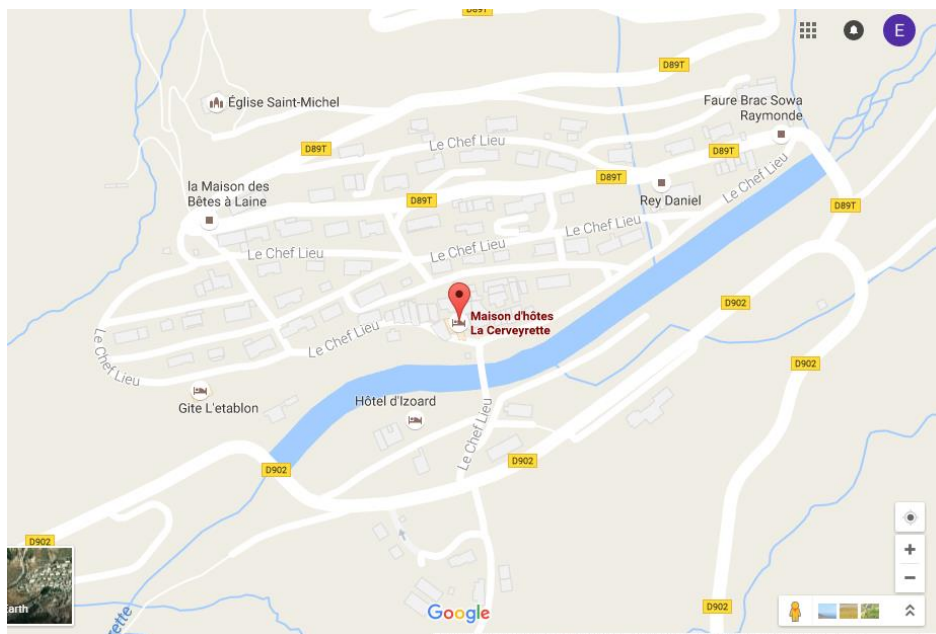 D89T
E
D89T
Église Saint-Michel
Faure Brac Sowa
Raymonde
Le Chef Lieu
D89T
D89T
Le Chef Lieu
la Maison des
Bêtes à Laine
D89T
D89T
Rey Daniel
D89T
Le Chef Lieu
Le Chef Lieu
Le Chef Lieu
D902
Maison d'hôtes
La Cerveyrette
Le Chef Lieu
Le Chef Lieu
D902
Gite L'etablon
Hôtel d'Izoard
Le Chef Lieu
D902
D902
D902
Google
D902